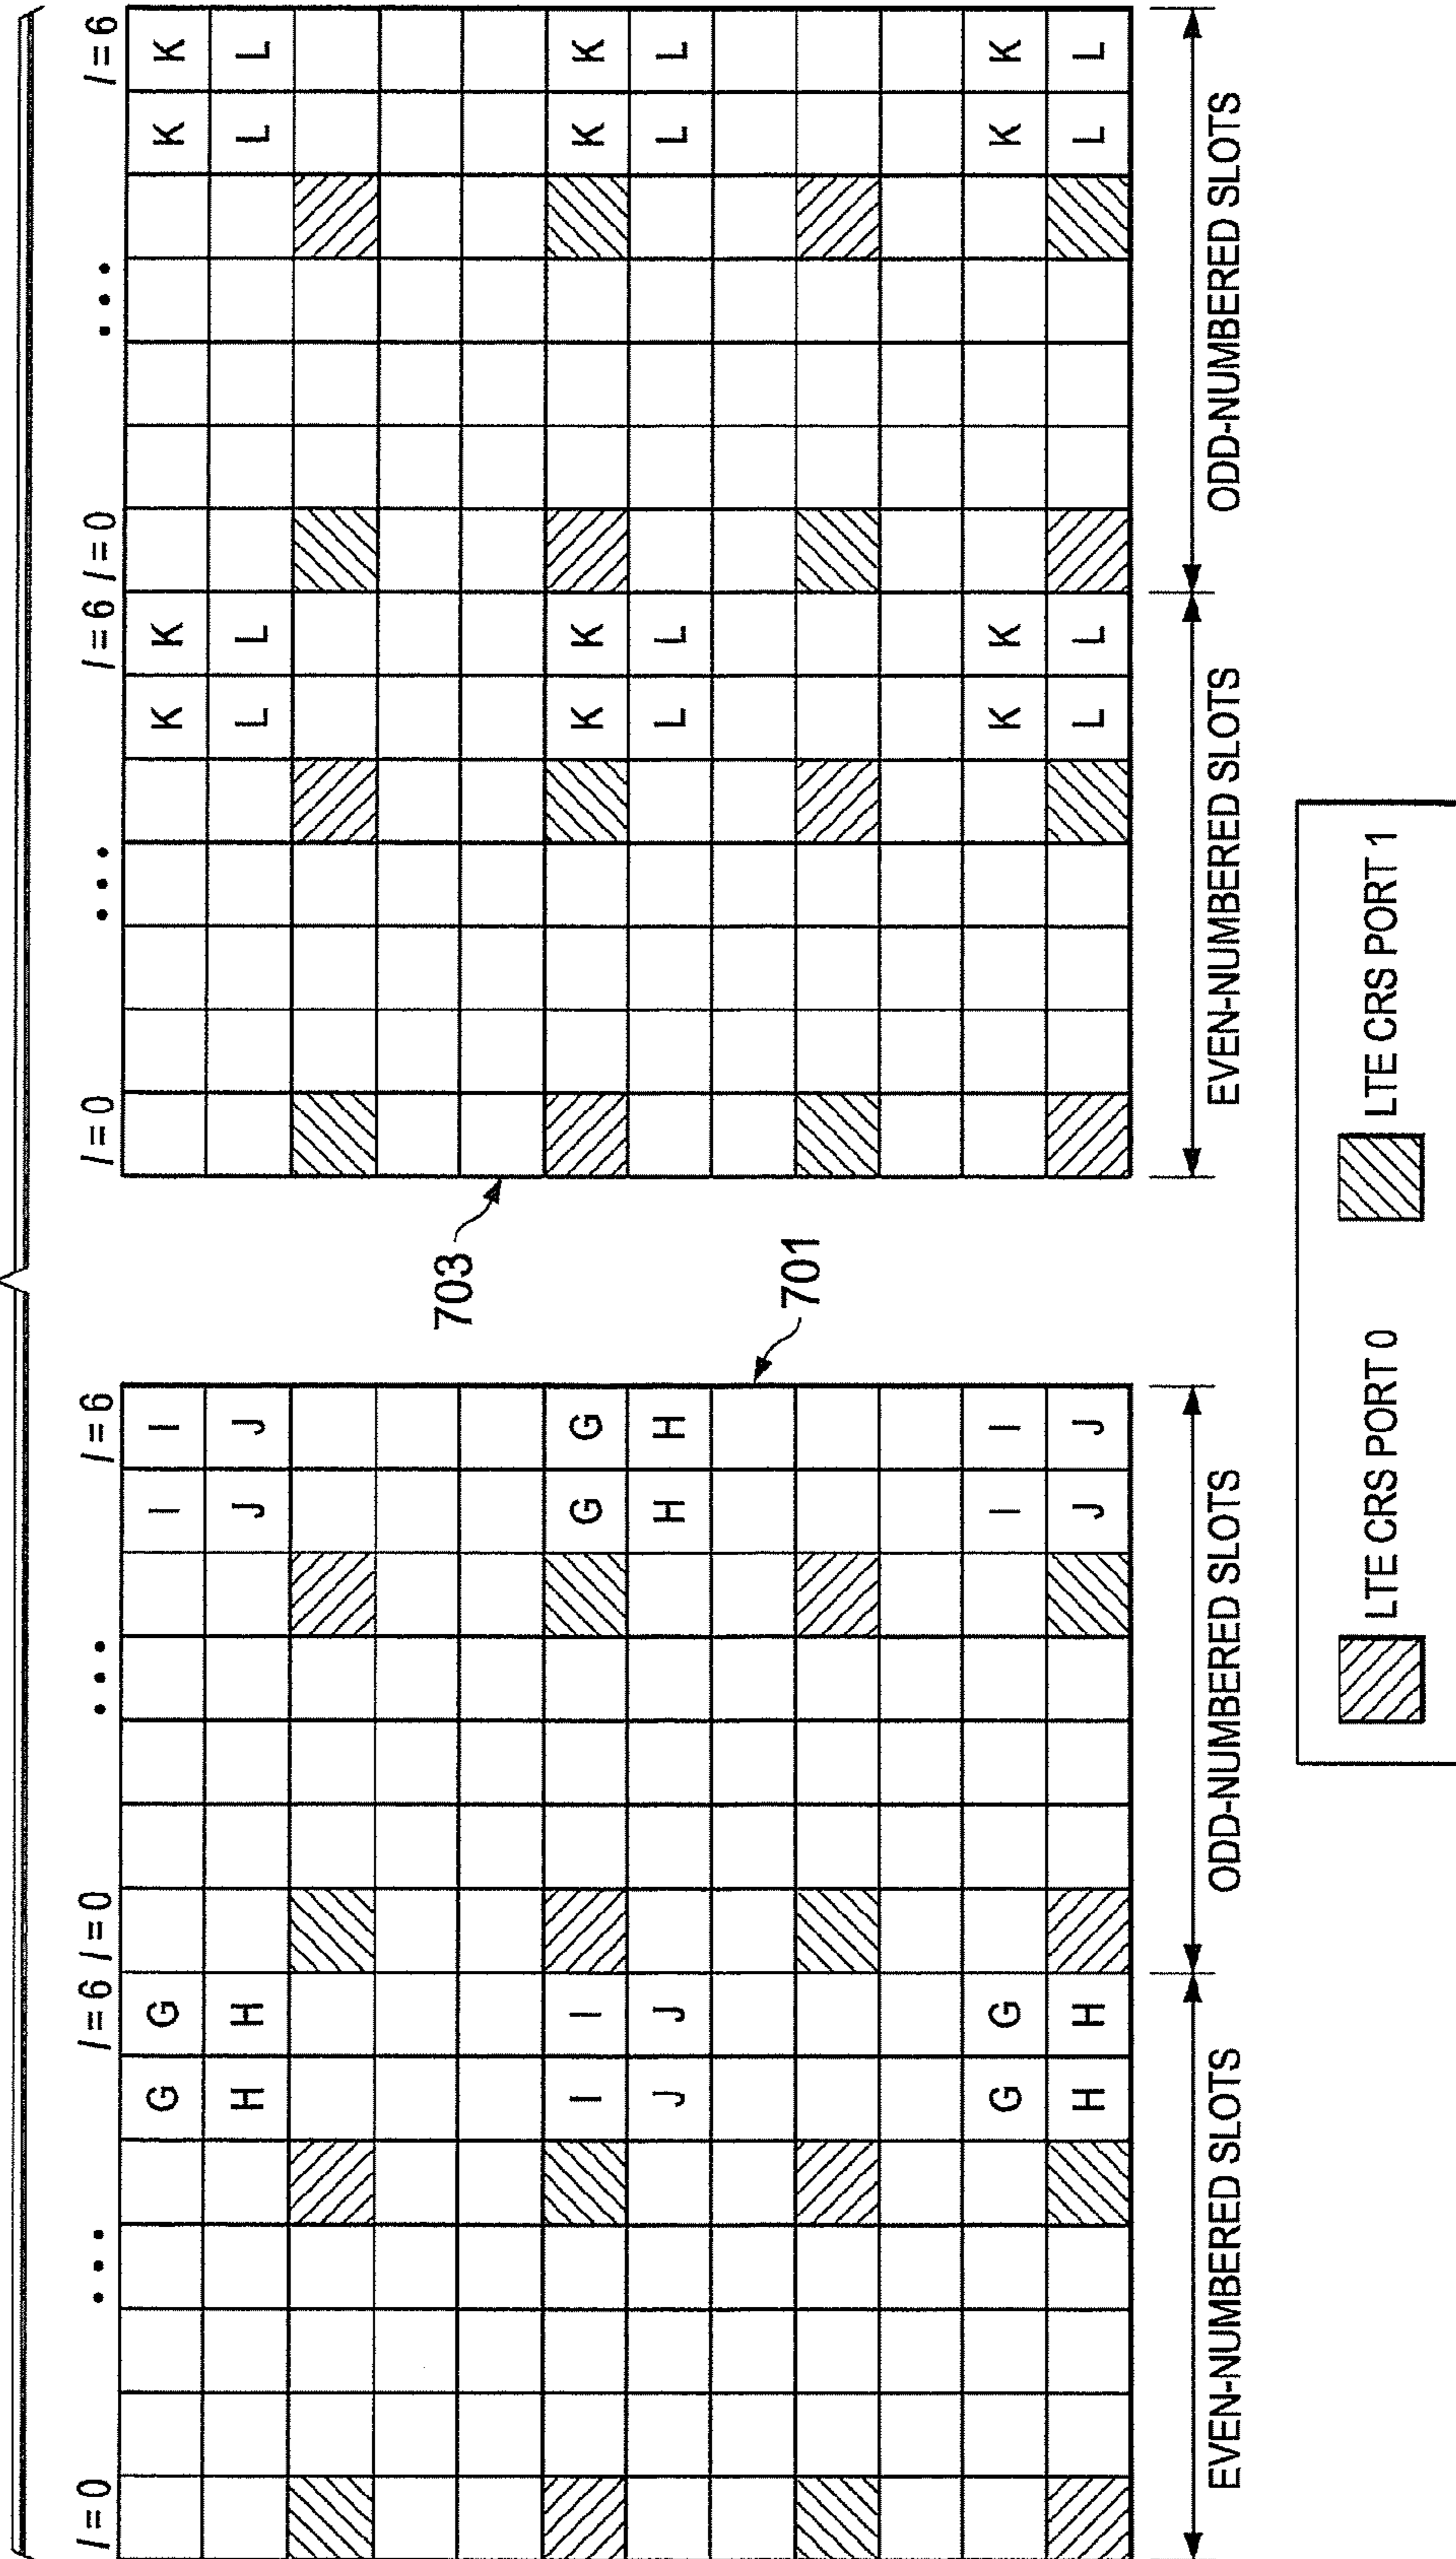 l = 0 ••• l = 6 l = 0 ••• l = 6 l = 0 ••• l = 6 l = 0 ••• l = 6
G G I I K K K K
H H J J L L L L
703
I I G G K K K K
J J H H L L L L
701
G G I I K K K K
H H J J L L L L
EVEN-NUMBERED SLOTS ODD-NUMBERED SLOTS EVEN-NUMBERED SLOTS ODD-NUMBERED SLOTS
LTE CRS PORT 0 LTE CRS PORT 1